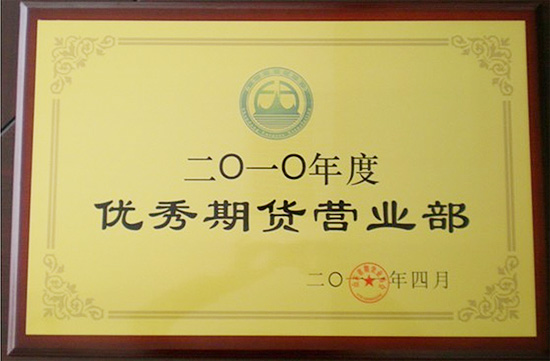 二〇一〇年度
优秀期货营业部
二〇一一年四月